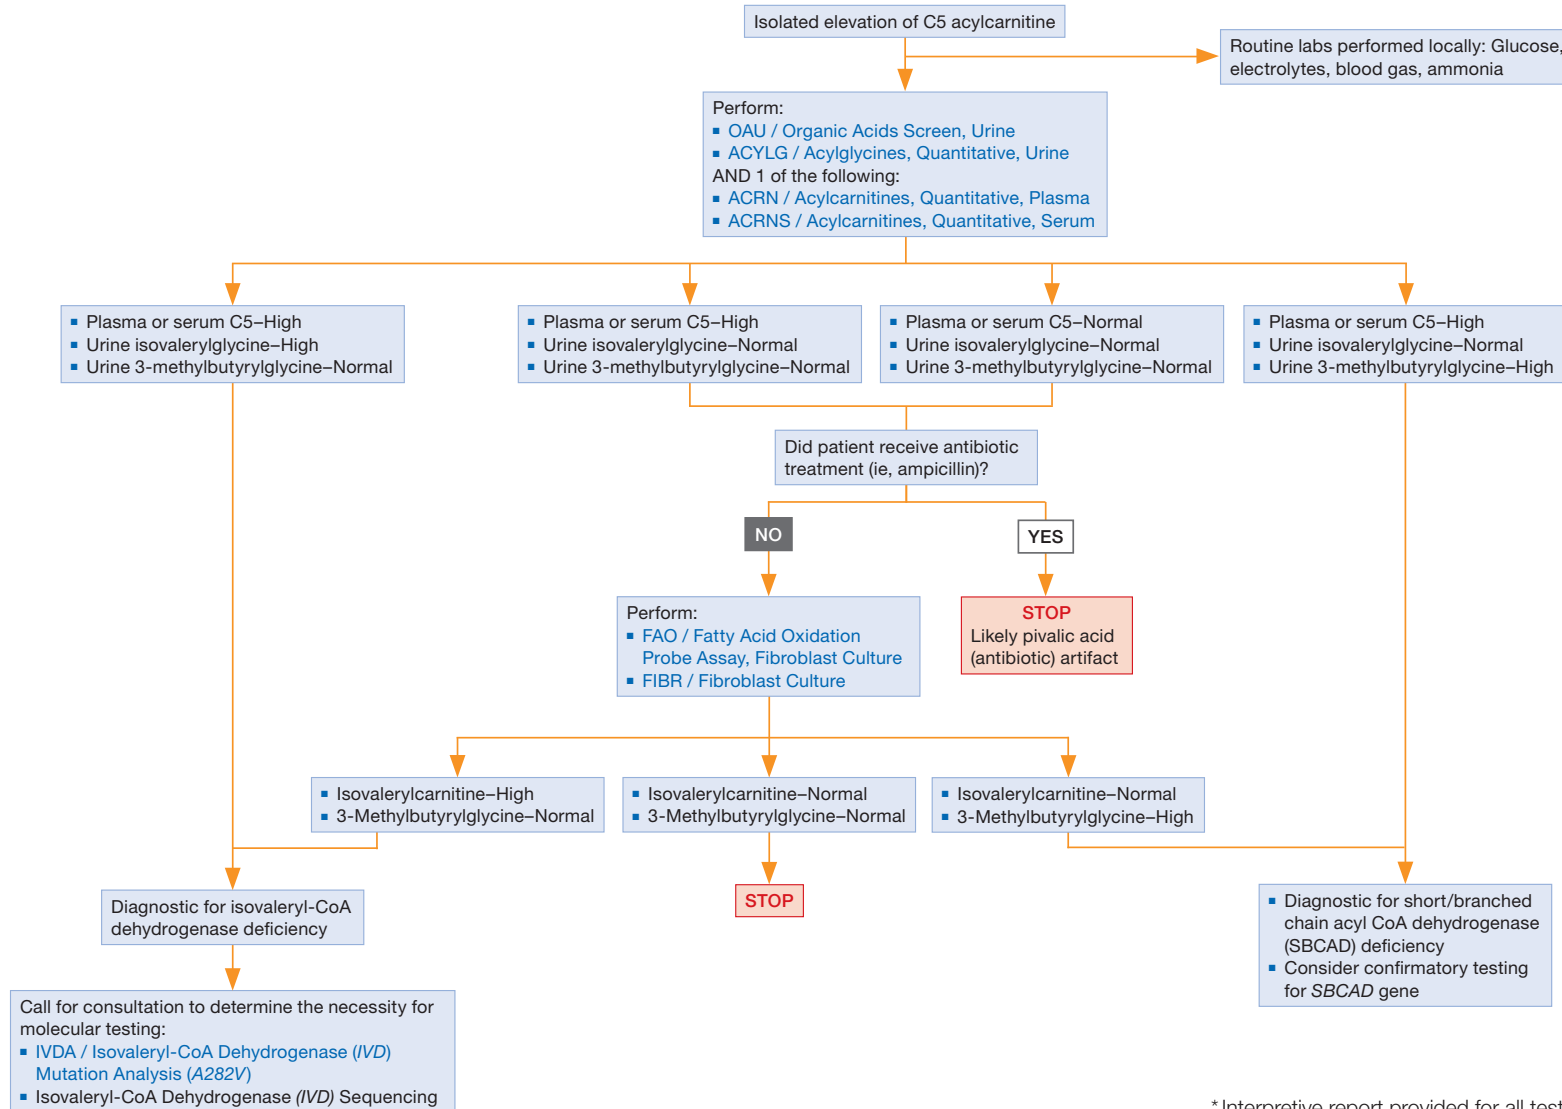 Isolated elevation of C5 acylcarnitine
Routine labs performed locally: Glucose,
electrolytes, blood gas, ammonia
Perform:
▪ OAU / Organic Acids Screen, Urine
▪ ACYLG / Acylglycines, Quantitative, Urine
AND 1 of the following:
▪ ACRN / Acylcarnitines, Quantitative, Plasma
▪ ACRNS / Acylcarnitines, Quantitative, Serum
▪ Plasma or serum C5–High
▪ Urine isovalerylglycine–High
▪ Urine 3-methylbutyrylglycine–Normal
▪ Plasma or serum C5–High
▪ Urine isovalerylglycine–Normal
▪ Urine 3-methylbutyrylglycine–Normal
▪ Plasma or serum C5–Normal
▪ Urine isovalerylglycine–Normal
▪ Urine 3-methylbutyrylglycine–Normal
▪ Plasma or serum C5–High
▪ Urine isovalerylglycine–Normal
▪ Urine 3-methylbutyrylglycine–High
Did patient receive antibiotic
treatment (ie, ampicillin)?
NO
YES
Perform:
▪ FAO / Fatty Acid Oxidation
Probe Assay, Fibroblast Culture
▪ FIBR / Fibroblast Culture
STOP
Likely pivalic acid
(antibiotic) artifact
▪ Isovalerylcarnitine–High
▪ 3-Methylbutyrylglycine–Normal
▪ Isovalerylcarnitine–Normal
▪ 3-Methylbutyrylglycine–Normal
▪ Isovalerylcarnitine–Normal
▪ 3-Methylbutyrylglycine–High
Diagnostic for isovaleryl-CoA
dehydrogenase deficiency
STOP
▪ Diagnostic for short/branched
chain acyl CoA dehydrogenase
(SBCAD) deficiency
▪ Consider confirmatory testing
for SBCAD gene
Call for consultation to determine the necessity for
molecular testing:
▪ IVDA / Isovaleryl-CoA Dehydrogenase (IVD)
Mutation Analysis (A282V)
▪ Isovaleryl-CoA Dehydrogenase (IVD) Sequencing
* Interpretive report provided for all test